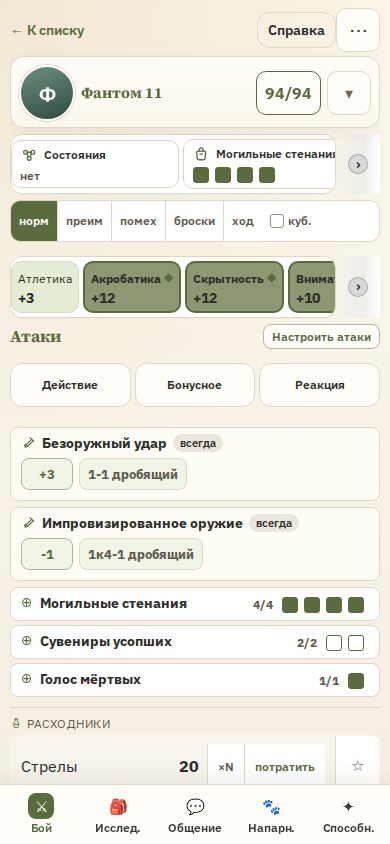 ← К списку
Справка
···
Ф
Фантом 11
94/94
▼
Состояния
нет
Могильные стенания
›
норм
преим
помех
броски
ход
куб.
Атлетика
+3
Акробатика ◆
+12
Скрытность ◆
+12
Внима
+10
›
Атаки
Настроить атаки
Действие
Бонусное
Реакция
Безоружный удар всегда
+3
1-1 дробящий
Импровизированное оружие всегда
-1
1к4-1 дробящий
⊕ Могильные стенания 4/4
⊕ Сувениры усопших 2/2
⊕ Голос мёртвых 1/1
РАСХОДНИКИ
Стрелы 20 ×N потратить ☆
Бой
Исслед.
Общение
Напарн.
Способн.